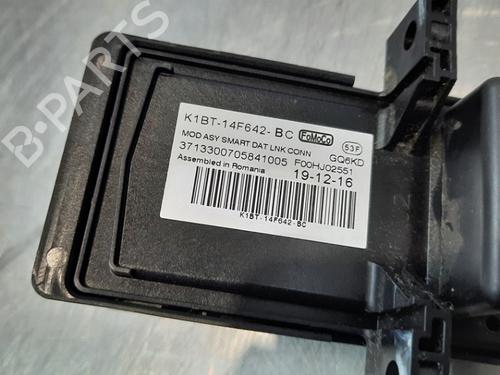 K1BT-14F642-BC FoMoCo 53F
MOD ASY SMART DAT LNK CONN GQ6KD
3713300705841005 F00HJ02551
Assembled in Romania 19-12-16
K1BT-14F642-BC
B-PARTS